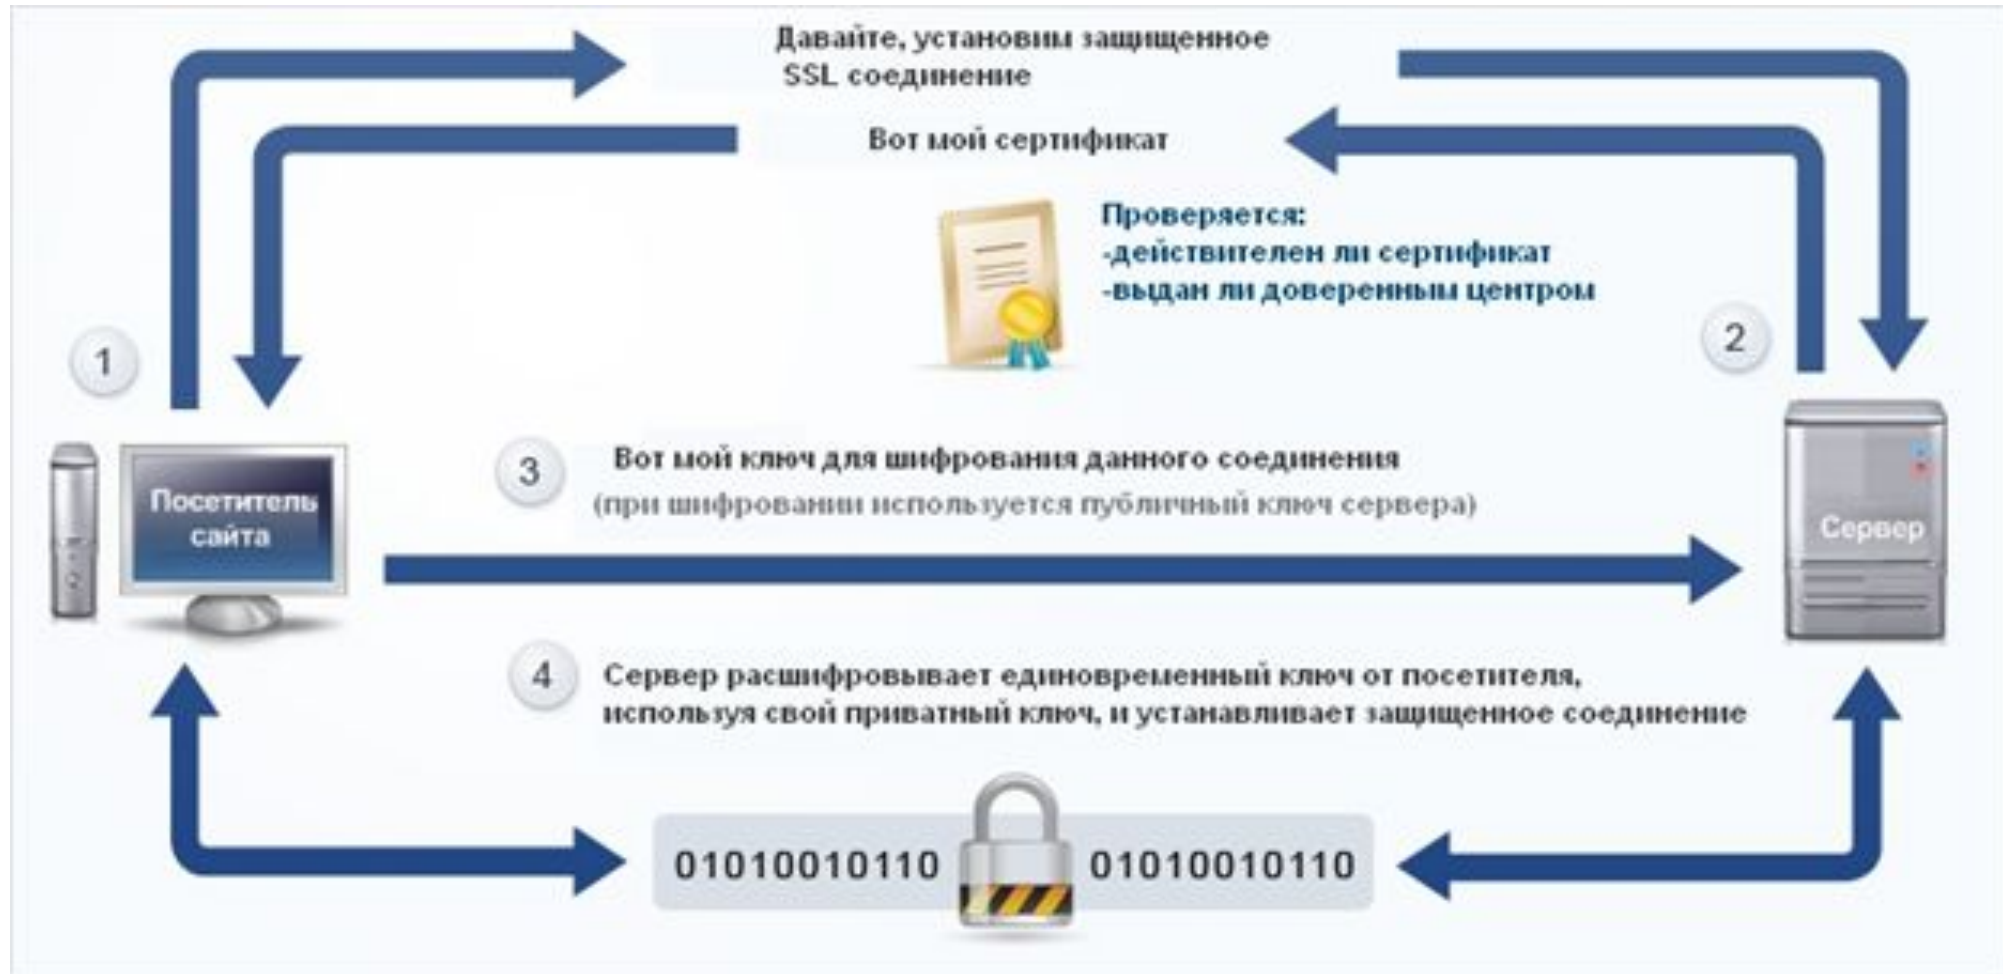 Давайте, установим защищенное
SSL соединение
Вот мой сертификат
Проверяется:
-действителен ли сертификат
-выдан ли доверенным центром
1
2
Посетитель
сайта
3
Вот мой ключ для шифрования данного соединения
(при шифровании используется публичный ключ сервера)
Сервер
4
Сервер расшифровывает единовременный ключ от посетителя,
используя свой приватный ключ, и устанавливает защищенное соединение
01010010110
01010010110